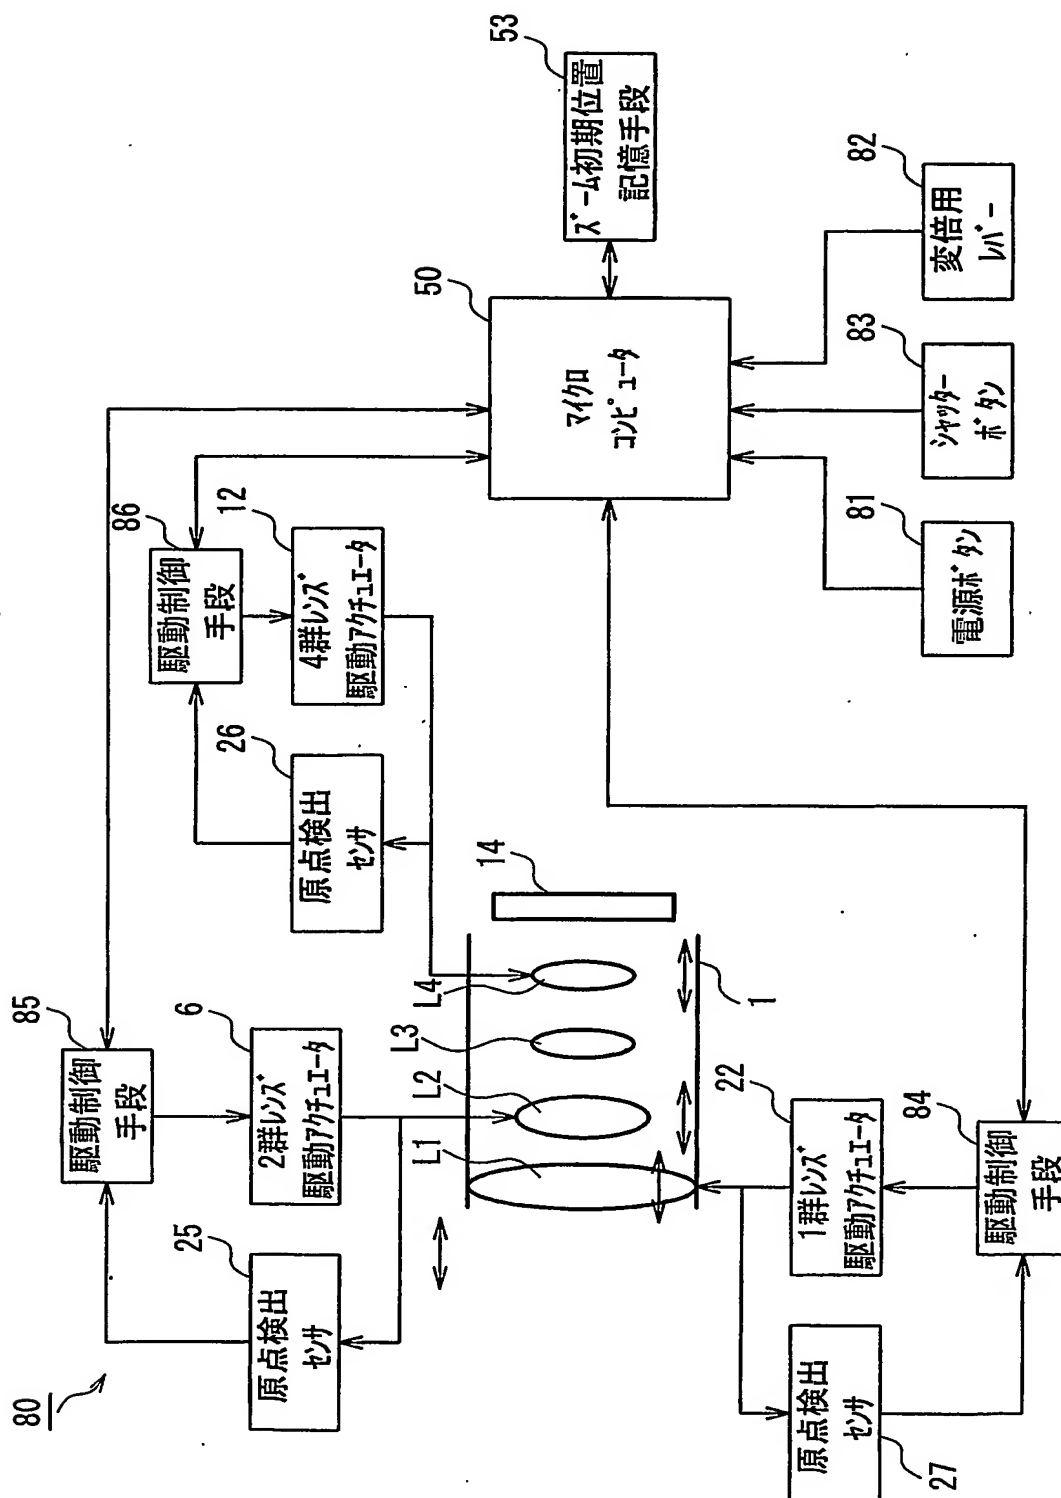 80
85
駆動制御
手段
86
駆動制御
手段
25
原点検出
ｾﾝｻ
6
2群ﾚﾝｽﾞ
駆動ｱｸﾁｭｴｰﾀ
26
原点検出
ｾﾝｻ
12
4群ﾚﾝｽﾞ
駆動ｱｸﾁｭｴｰﾀ
L1
L2
L3
L4
14
50
ﾏｲｸﾛ
ｺﾝﾋﾟｭｰﾀ
53
ｽﾞｰﾑ初期位置
記憶手段
1
22
1群ﾚﾝｽﾞ
駆動ｱｸﾁｭｴｰﾀ
27
原点検出
ｾﾝｻ
84
駆動制御
手段
81
電源ﾎﾞﾀﾝ
83
ｼｬｯﾀｰ
ﾎﾞﾀﾝ
82
変倍用
ﾚﾊﾞｰ